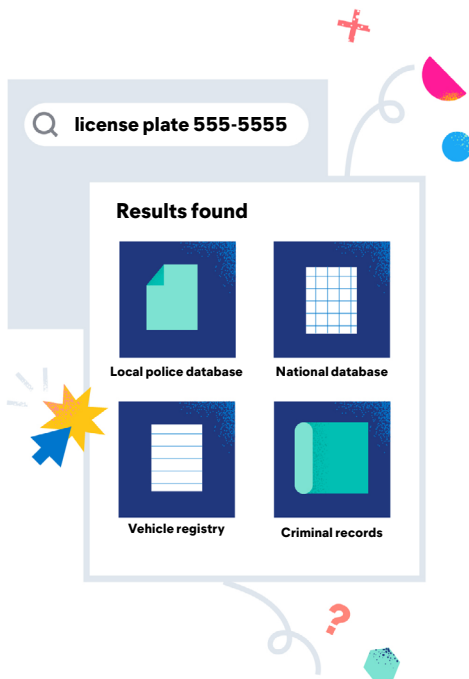 license plate 555-5555
Results found
Local police database
National database
Vehicle registry
Criminal records
?